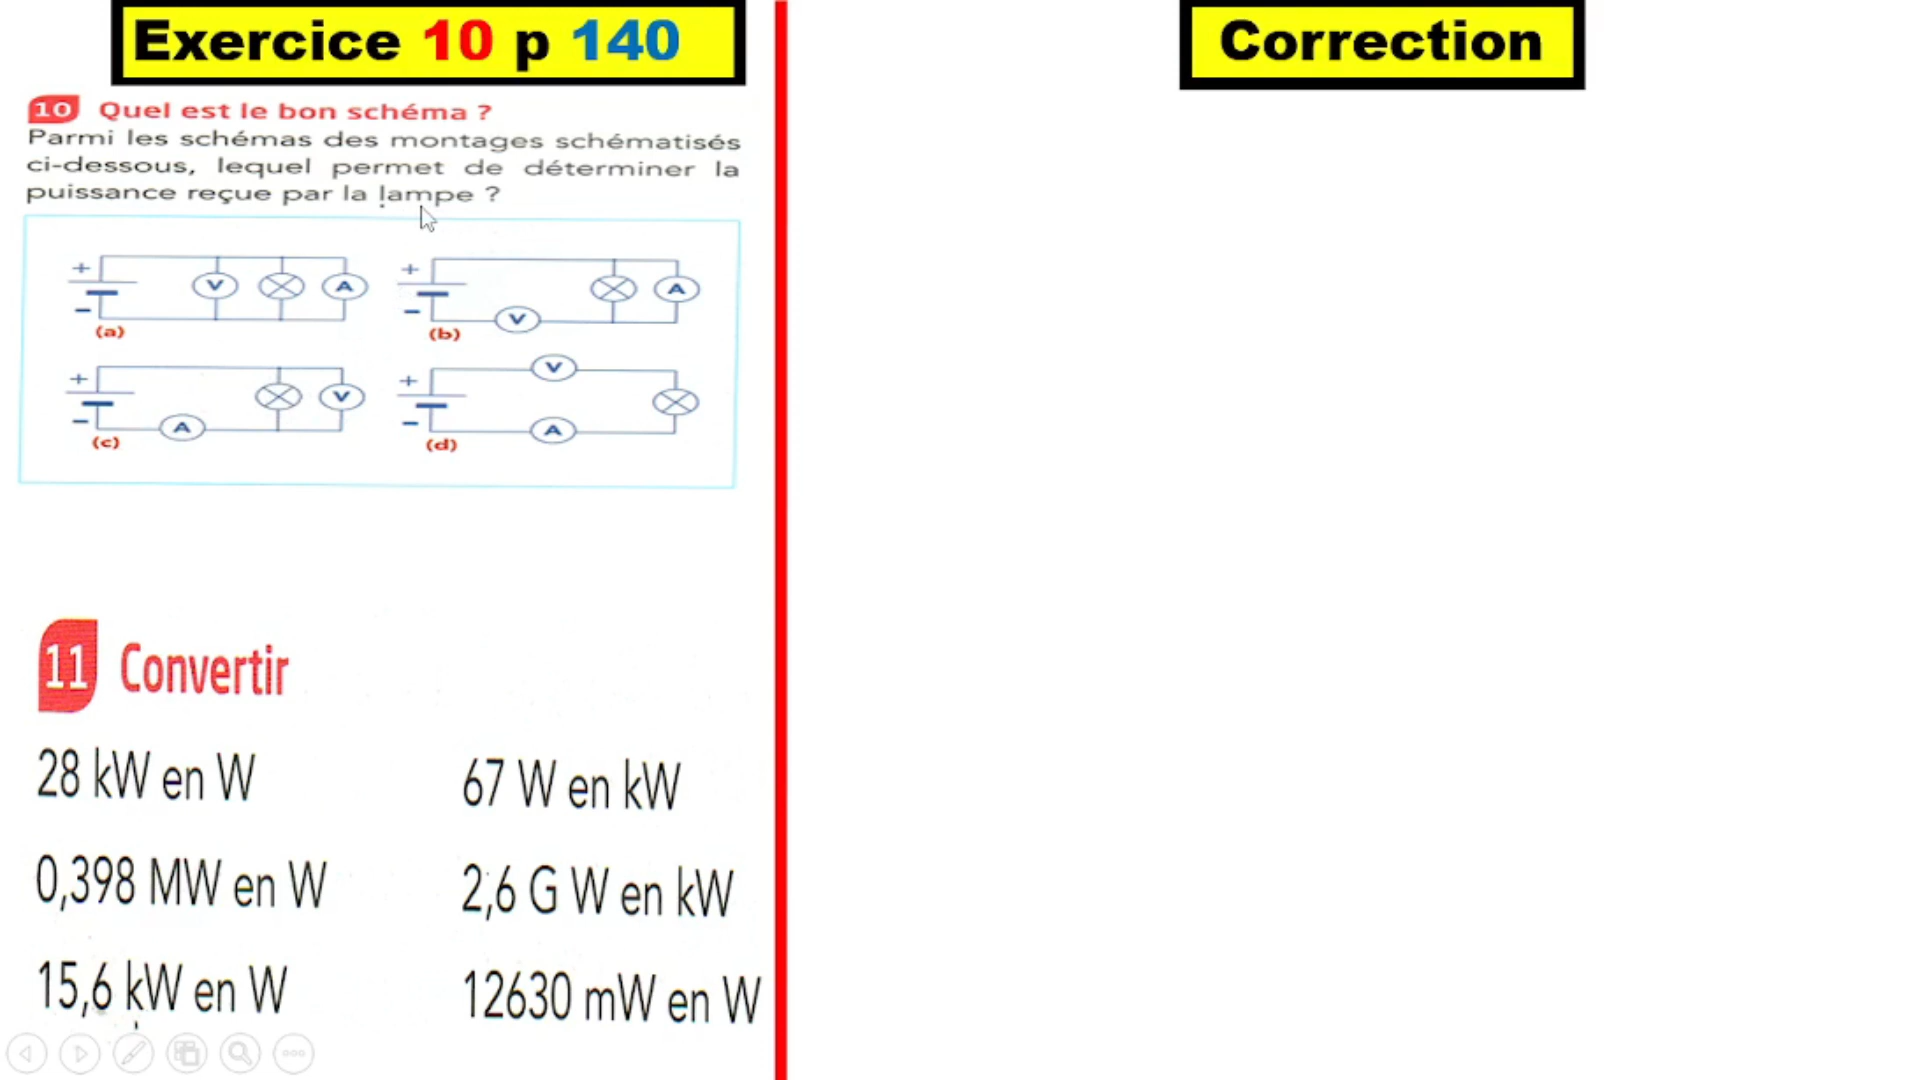 Exercice 10 p 140
Correction
10 Quel est le bon schéma ?
Parmi les schémas des montages schématisés
ci-dessous, lequel permet de déterminer la
puissance reçue par la lampe ?
+ V A
-
(a)
+ A
- V
(b)
+ V
- A
(c)
V
+
- A
(d)
11 Convertir
28 kW en W
67 W en kW
0,398 MW en W
2,6 G W en kW
15,6 kW en W
12630 mW en W